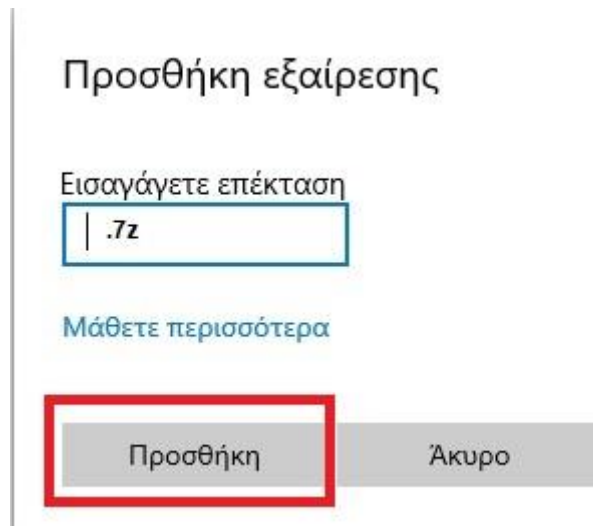 Προσθήκη εξαίρεσης
Εισαγάγετε επέκταση
.7z
Μάθετε περισσότερα
Προσθήκη Άκυρο